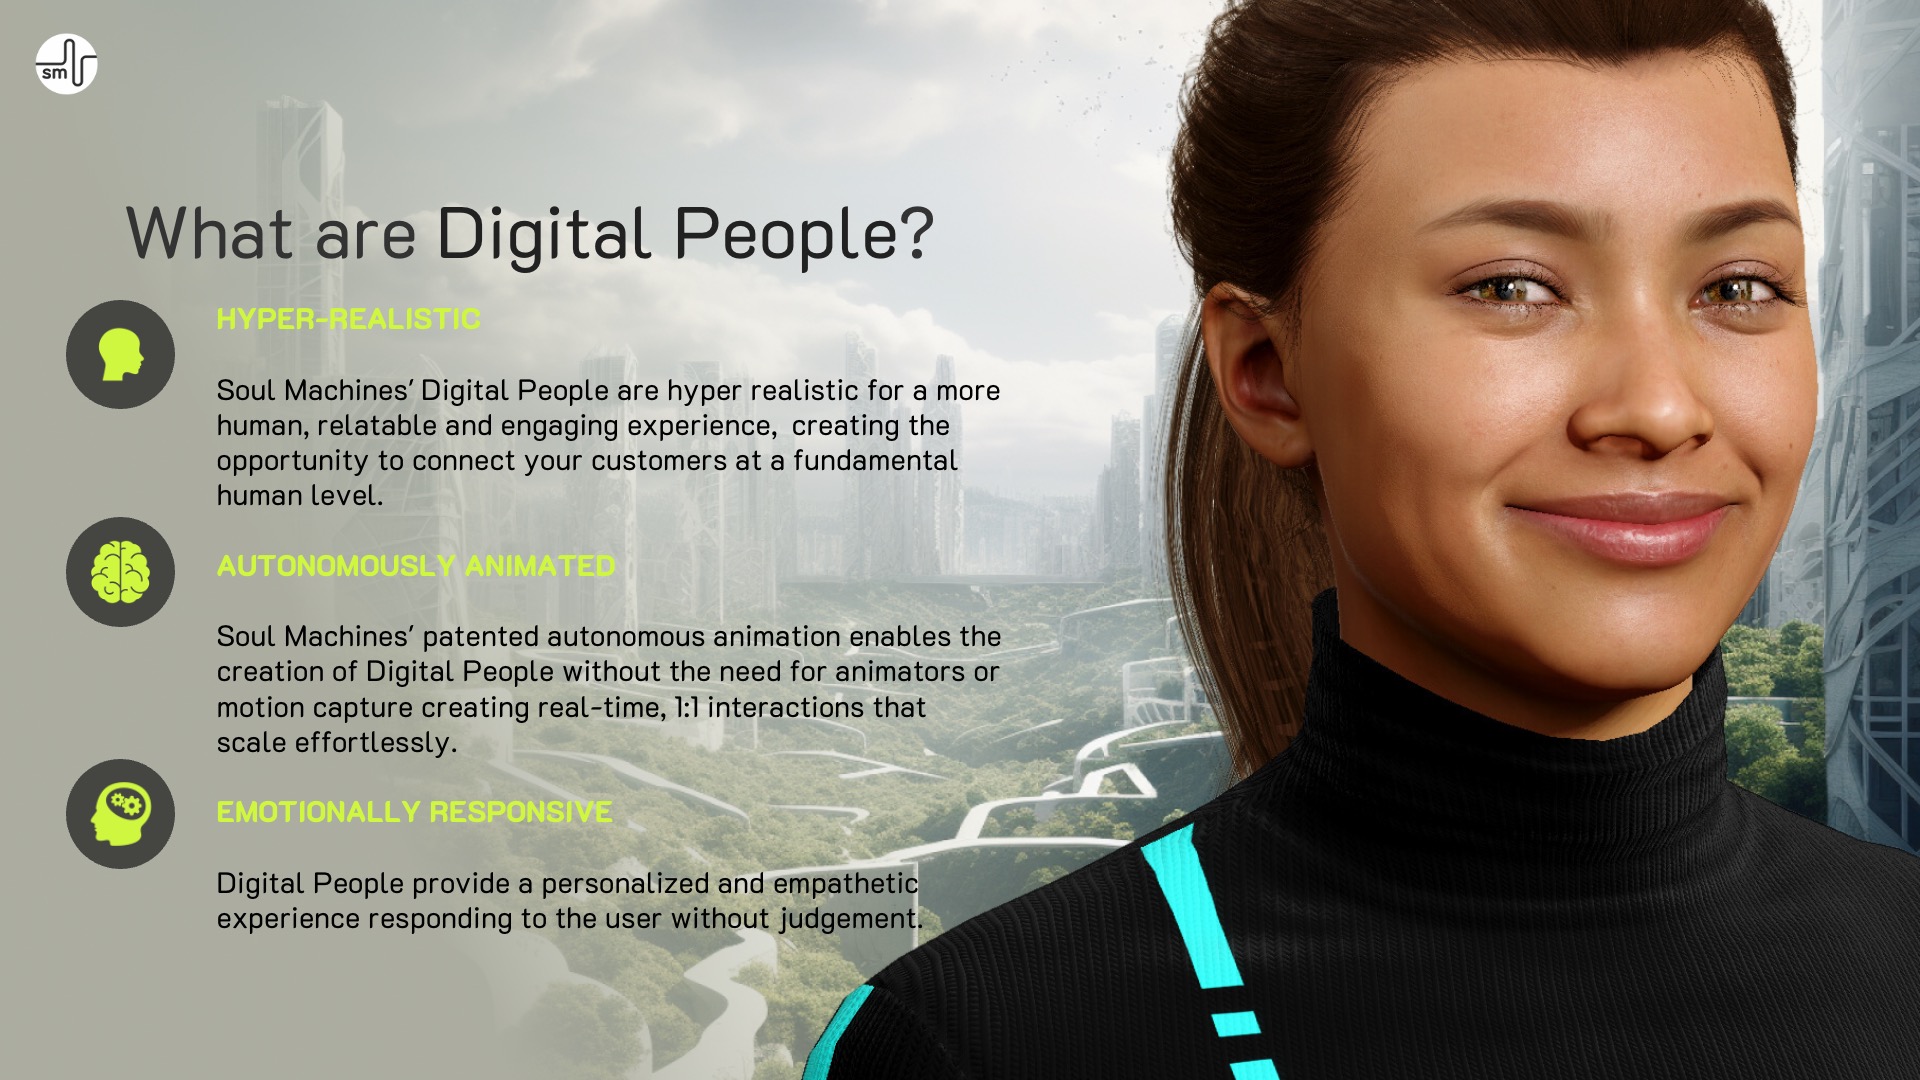 sm
What are Digital People?
HYPER-REALISTIC
Soul Machines' Digital People are hyper realistic for a more
human, relatable and engaging experience,  creating the
opportunity to connect your customers at a fundamental
human level.
AUTONOMOUSLY ANIMATED
Soul Machines' patented autonomous animation enables the
creation of Digital People without the need for animators or
motion capture creating real-time, 1:1 interactions that
scale effortlessly.
EMOTIONALLY RESPONSIVE
Digital People provide a personalized and empathetic
experience responding to the user without judgement.